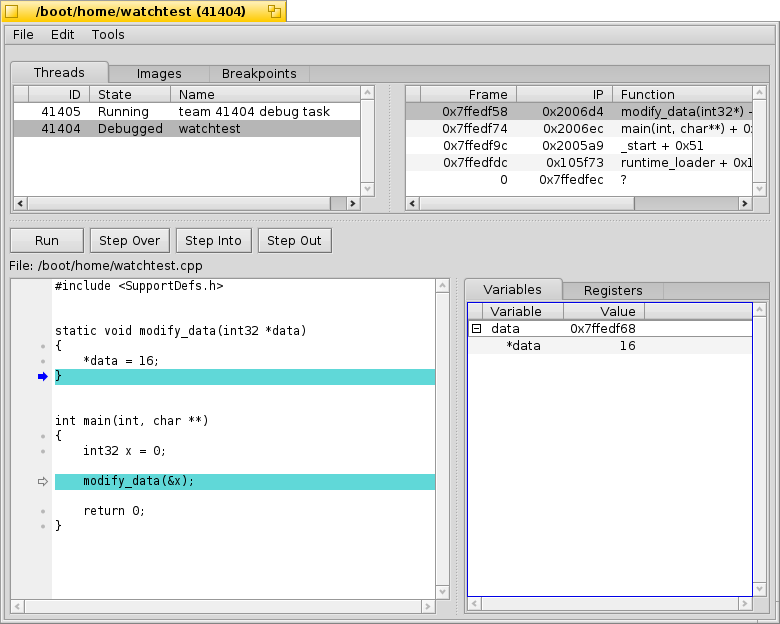 /boot/home/watchtest (41404)
File Edit Tools
Threads Images Breakpoints
ID State Name
41405 Running team 41404 debug task
41404 Debugged watchtest
Frame IP Function
0x7ffedf58 0x2006d4 modify_data(int32*)
0x7ffedf74 0x2006ec main(int, char**) + 0
0x7ffedf9c 0x2005a9 _start + 0x51
0x7ffedfdc 0x105f73 runtime_loader + 0x1
0 0x7ffedfec ?
Run Step Over Step Into Step Out
File: /boot/home/watchtest.cpp
#include <SupportDefs.h>
static void modify_data(int32 *data)
{
*data = 16;
}
int main(int, char **)
{
int32 x = 0;
modify_data(&x);
return 0;
}
Variables Registers
Variable Value
data 0x7ffedf68
*data 16